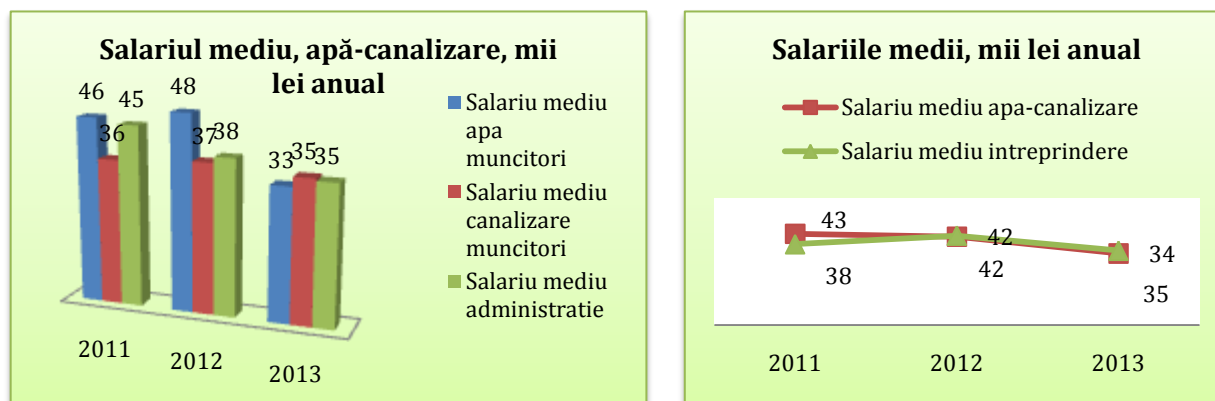 Salariul mediu, apă-canalizare, mii
lei anual
46
36
45
48
37
38
33
35
35
2011
2012
2013
Salariu mediu
apa
muncitori
Salariu mediu
canalizare
muncitori
Salariu mediu
administratie
Salariile medii, mii lei anual
Salariu mediu apa-canalizare
Salariu mediu intreprindere
43
42
34
38
42
35
2011
2012
2013